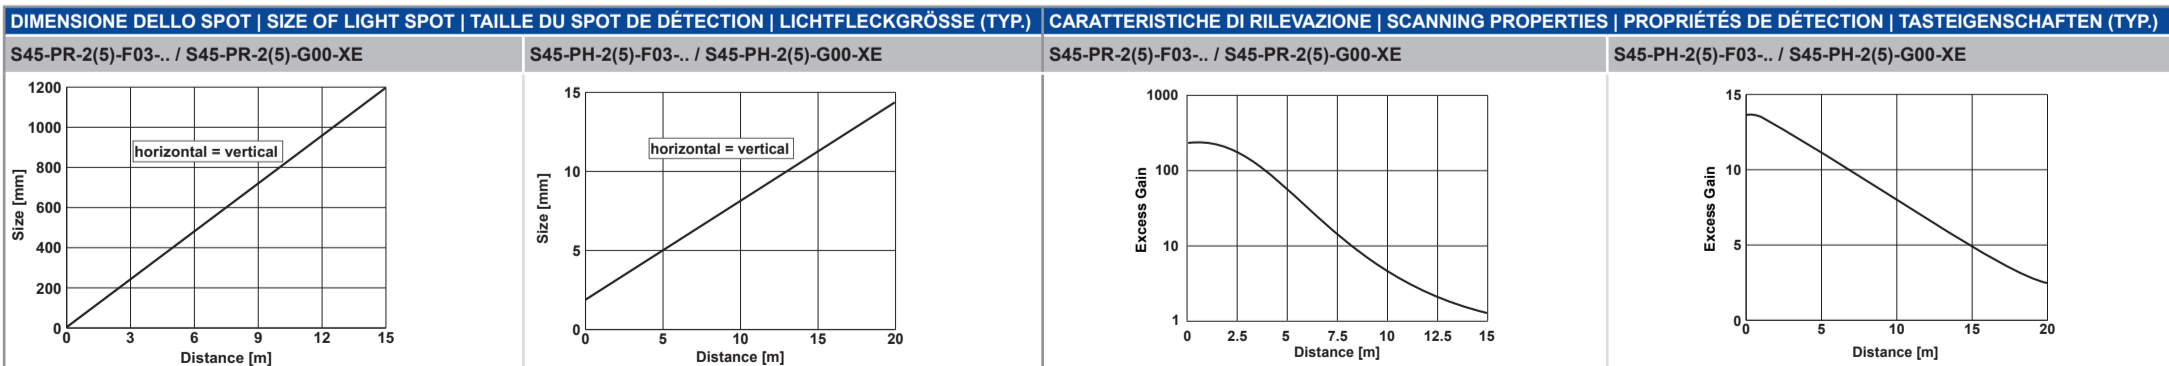 DIMENSIONE DELLO SPOT | SIZE OF LIGHT SPOT | TAILLE DU SPOT DE DÉTECTION | LICHTFLECKGRÖSSE (TYP.)
CARATTERISTICHE DI RILEVAZIONE | SCANNING PROPERTIES | PROPRIÉTÉS DE DÉTECTION | TASTEIGENSCHAFTEN (TYP.)
S45-PR-2(5)-F03-.. / S45-PR-2(5)-G00-XE
S45-PH-2(5)-F03-.. / S45-PH-2(5)-G00-XE
S45-PR-2(5)-F03-.. / S45-PR-2(5)-G00-XE
S45-PH-2(5)-F03-.. / S45-PH-2(5)-G00-XE
1200
1000
800
600
400
200
0
Size [mm]
horizontal = vertical
0 3 6 9 12 15
Distance [m]
15
10
5
0
Size [mm]
horizontal = vertical
0 5 10 15 20
Distance [m]
1000
100
10
1
Excess Gain
0 2.5 5 7.5 10 12.5 15
Distance [m]
15
10
5
0
Excess Gain
0 5 10 15 20
Distance [m]